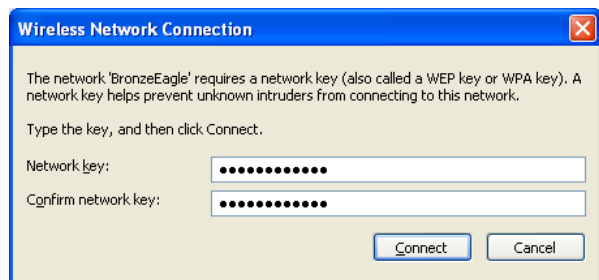 Wireless Network Connection
The network 'BronzeEagle' requires a network key (also called a WEP key or WPA key). A
network key helps prevent unknown intruders from connecting to this network.
Type the key, and then click Connect.
Network key: ●●●●●●●●●●●●
Confirm network key: ●●●●●●●●●●●●
Connect Cancel